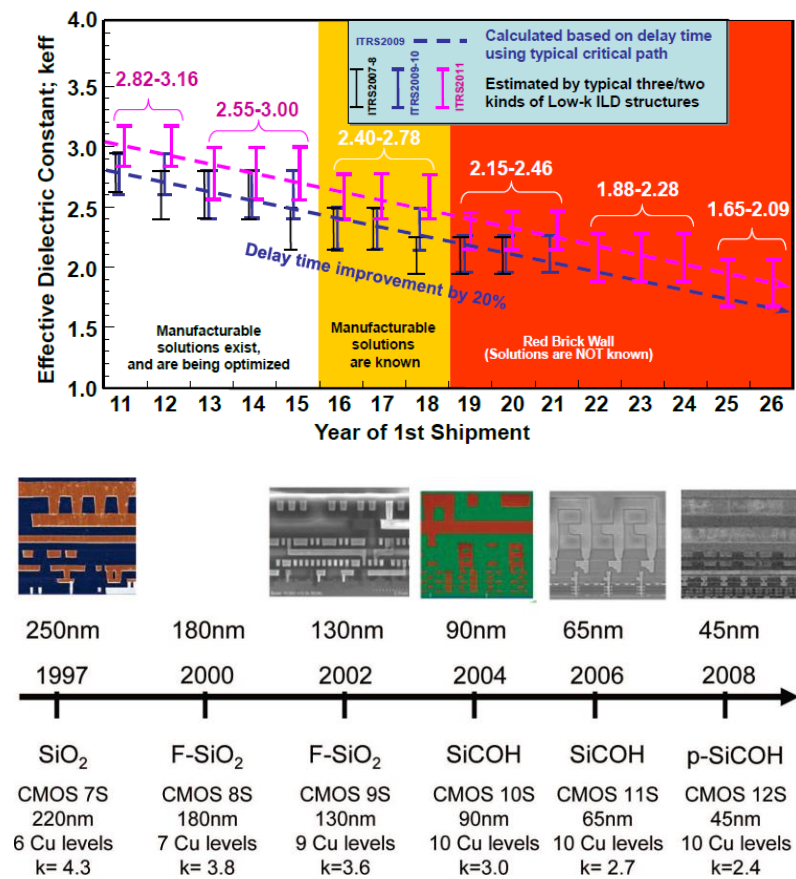 Effective Dielectric Constant; keff
4.0
3.5
3.0
2.5
2.0
1.5
1.0
ITRS2009
Calculated based on delay time
using typical critical path
ITRS2007-8
ITRS2009-10
ITRS2011
Estimated by typical three/two
kinds of Low-k ILD structures
2.82-3.16
2.55-3.00
2.40-2.78
2.15-2.46
1.88-2.28
1.65-2.09
Delay time improvement by 20%
Manufacturable
solutions exist,
and are being optimized
Manufacturable
solutions
are known
Red Brick Wall
(Solutions are NOT known)
11 12 13 14 15 16 17 18 19 20 21 22 23 24 25 26
Year of 1st Shipment
250nm 180nm 130nm 90nm 65nm 45nm
1997 2000 2002 2004 2006 2008
SiO2 F-SiO2 F-SiO2 SiCOH SiCOH p-SiCOH
CMOS 7S CMOS 8S CMOS 9S CMOS 10S CMOS 11S CMOS 12S
220nm 180nm 130nm 90nm 65nm 45nm
6 Cu levels 7 Cu levels 9 Cu levels 10 Cu levels 10 Cu levels 10 Cu levels
k= 4.3 k= 3.8 k=3.6 k=3.0 k= 2.7 k=2.4